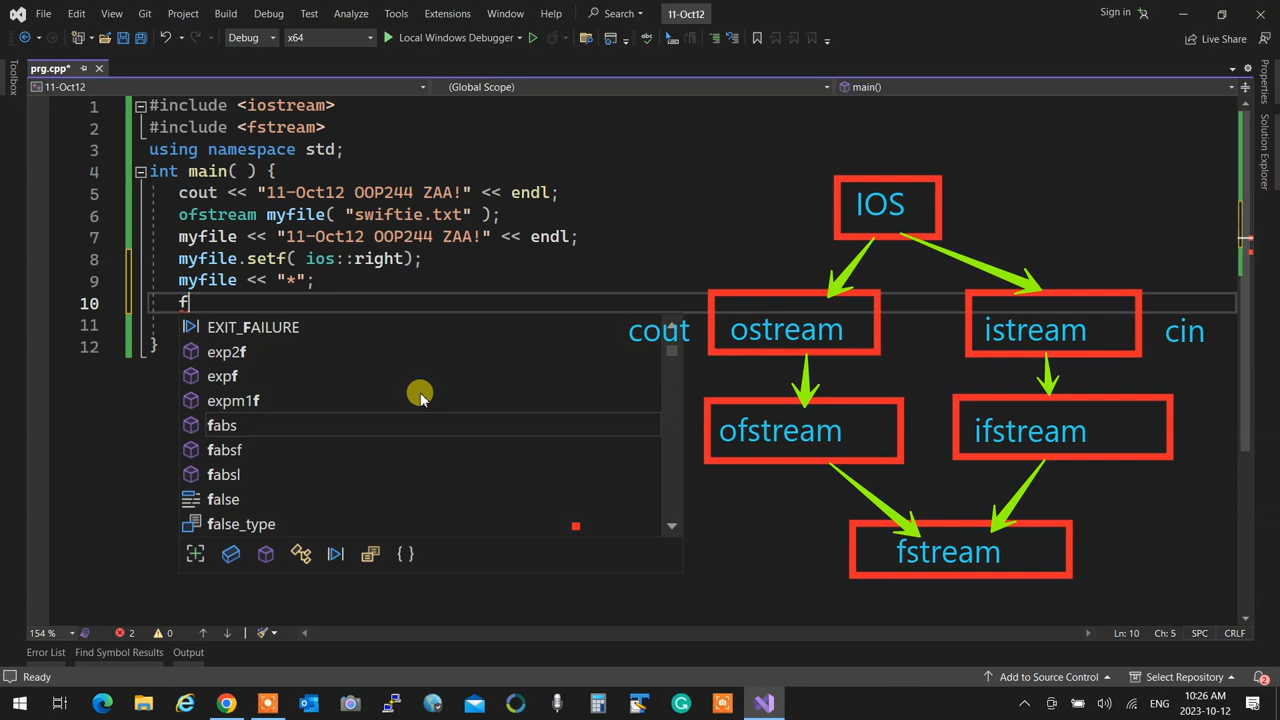 File Edit View Git Project Build Debug Test Analyze Tools Extensions Window Help Search 11-Oct12 Sign in
Debug x64 Local Windows Debugger Live Share
prg.cpp*
11-Oct12 (Global Scope) main()
Toolbox
Properties
Solution Explorer
1 #include <iostream>
2 #include <fstream>
3 using namespace std;
4 int main( ) {
5 cout << "11-Oct12 OOP244 ZAA!" << endl;
6 ofstream myfile( "swiftie.txt" );
7 myfile << "11-Oct12 OOP244 ZAA!" << endl;
8 myfile.setf( ios::right);
9 myfile << "*";
10 f
11
12 }
EXIT_FAILURE
exp2f
expf
expm1f
fabs
fabsf
fabsl
false
false_type
{ }
IOS
cout ostream istream cin
ofstream ifstream
fstream
154 % 2 0 Ln: 10 Ch: 5 SPC CRLF
Error List Find Symbol Results Output
Ready Add to Source Control Select Repository 2
ENG 10:26 AM
2023-10-12